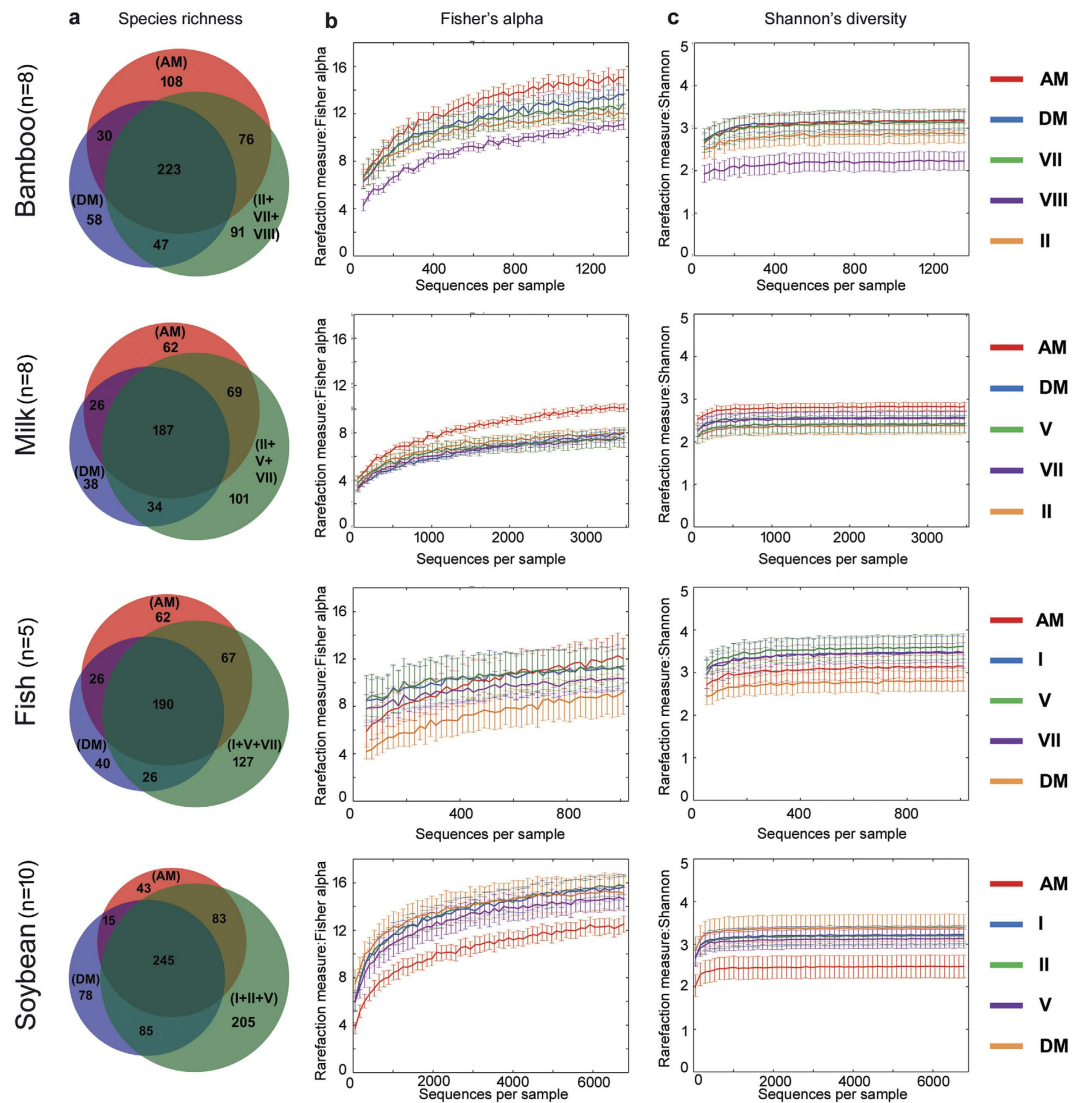 a Species richness
b Fisher's alpha
c Shannon's diversity
Bamboo (n=8)
(AM)
108
30
76
223
(DM)
58
(II+
VII+
VIII)
91
47
Rarefaction measure:Fisher alpha
16
12
8
4
0
0 400 800 1200
Sequences per sample
Rarefaction measure:Shannon
5
4
3
2
1
0
0 400 800 1200
Sequences per sample
AM
DM
VII
VIII
II
Milk (n=8)
(AM)
62
26
69
187
(DM)
38
(II+
V+
VII)
101
34
Rarefaction measure:Fisher alpha
16
12
8
4
0
0 1000 2000 3000
Sequences per sample
Rarefaction measure:Shannon
5
4
3
2
1
0
0 1000 2000 3000
Sequences per sample
AM
DM
V
VII
II
Fish (n=5)
(AM)
62
26
67
190
(DM)
40
(I+V+VII)
127
26
Rarefaction measure:Fisher alpha
16
12
8
4
0
0 400 800
Sequences per sample
Rarefaction measure:Shannon
5
4
3
2
1
0
0 400 800
Sequences per sample
AM
I
V
VII
DM
Soybean (n=10)
(AM)
43
15
83
245
(DM)
78
(I+II+V)
205
85
Rarefaction measure:Fisher alpha
16
12
8
4
0
0 2000 4000 6000
Sequences per sample
Rarefaction measure:Shannon
5
4
3
2
1
0
0 2000 4000 6000
Sequences per sample
AM
I
II
V
DM